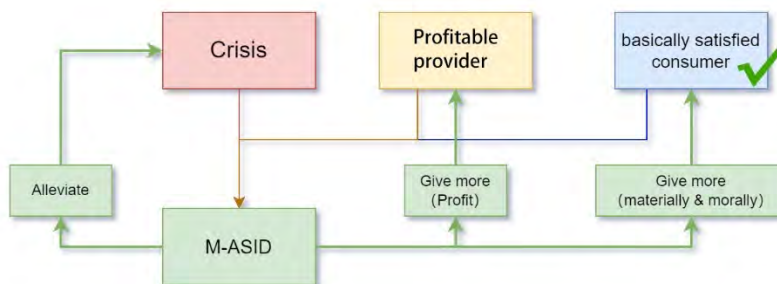 Crisis
Profitable
provider
basically satisfied
consumer
Alleviate
Give more
(Profit)
Give more
(materially & morally)
M-ASID